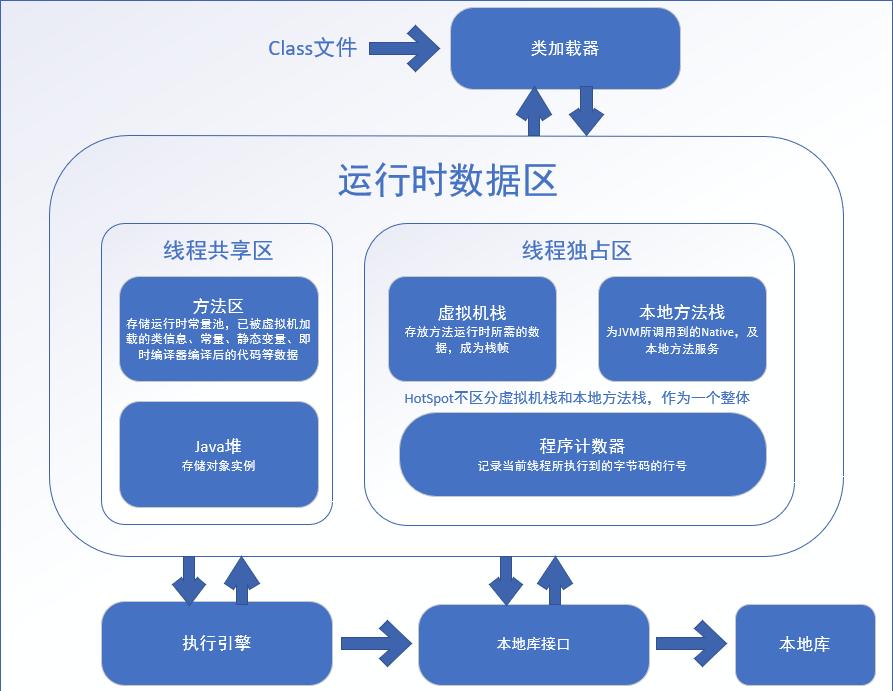 Class文件
类加载器
运行时数据区
线程共享区
方法区
存储运行时常量池，已被虚拟机加
载的类信息、常量、静态变量、即
时编译器编译后的代码等数据
Java堆
存储对象实例
线程独占区
虚拟机栈
存放方法运行时所需的数
据，成为栈帧
本地方法栈
为JVM所调用到的Native，及
本地方法服务
HotSpot不区分虚拟机栈和本地方法栈，作为一个整体
程序计数器
记录当前线程所执行到的字节码的行号
执行引擎
本地库接口
本地库